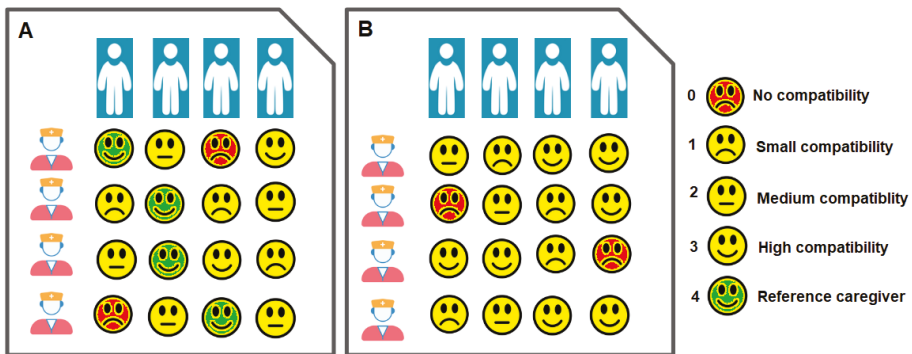 A
B
0 No compatibility
1 Small compatibility
2 Medium compatiblity
3 High compatibility
4 Reference caregiver